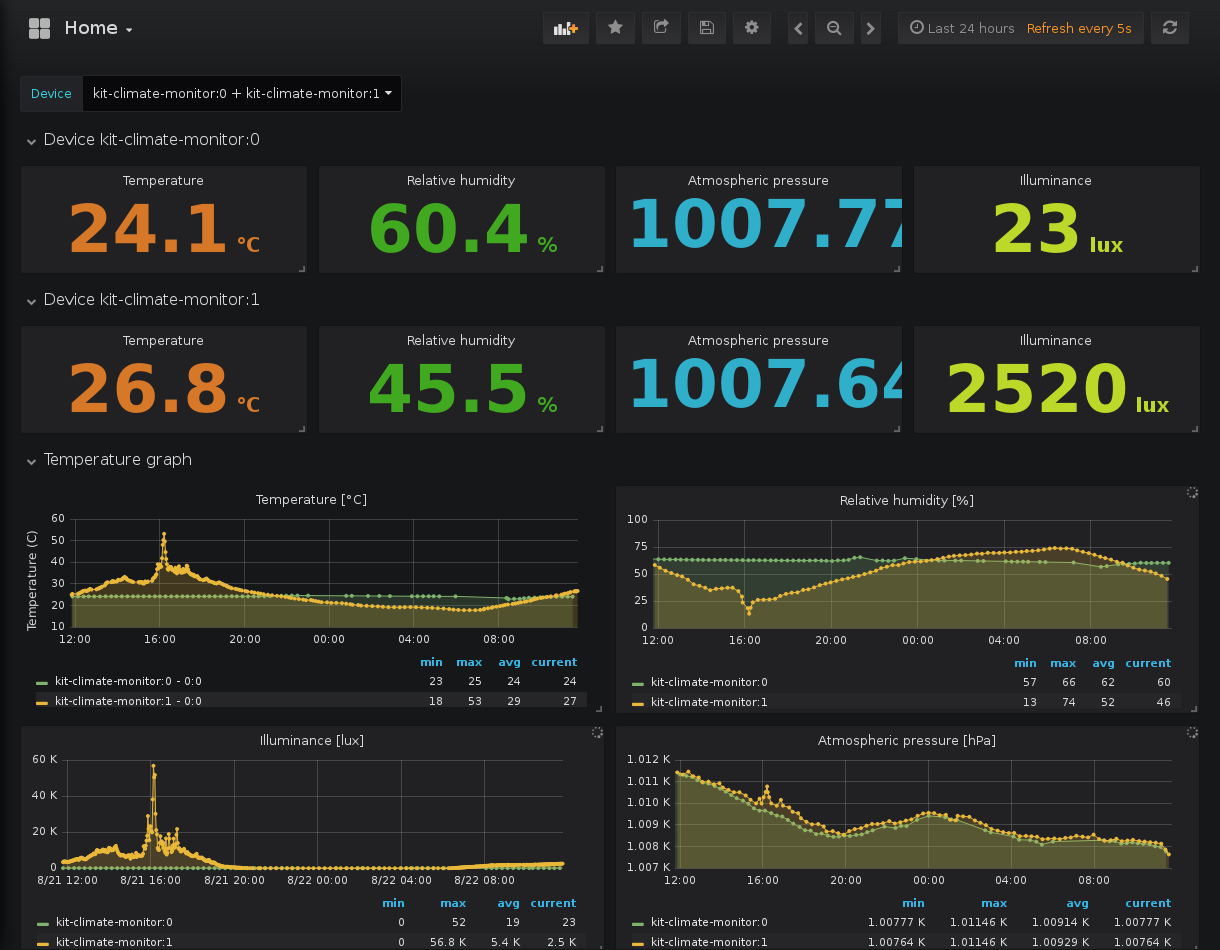 Home
Last 24 hours Refresh every 5s
Device kit-climate-monitor:0 + kit-climate-monitor:1
Device kit-climate-monitor:0
Temperature Relative humidity Atmospheric pressure Illuminance
24.1 °C 60.4 % 1007.77 23 lux
Device kit-climate-monitor:1
Temperature Relative humidity Atmospheric pressure Illuminance
26.8 °C 45.5 % 1007.64 2520 lux
Temperature graph
Temperature [°C]
Temperature (C)
60
50
40
30
20
10
12:00 16:00 20:00 00:00 04:00 08:00
min max avg current
kit-climate-monitor:0 - 0:0 23 25 24 24
kit-climate-monitor:1 - 0:0 18 53 29 27
Relative humidity [%]
100
75
50
25
0
12:00 16:00 20:00 00:00 04:00 08:00
min max avg current
kit-climate-monitor:0 57 66 62 60
kit-climate-monitor:1 13 74 52 46
Illuminance [lux]
60 K
40 K
20 K
0
8/21 12:00 8/21 16:00 8/21 20:00 8/22 00:00 8/22 04:00 8/22 08:00
min max avg current
kit-climate-monitor:0 0 52 19 23
kit-climate-monitor:1 0 56.8 K 5.4 K 2.5 K
Atmospheric pressure [hPa]
1.012 K
1.011 K
1.010 K
1.009 K
1.008 K
1.007 K
12:00 16:00 20:00 00:00 04:00 08:00
min max avg current
kit-climate-monitor:0 1.00777 K 1.01146 K 1.00914 K 1.00777 K
kit-climate-monitor:1 1.00764 K 1.01146 K 1.00929 K 1.00764 K